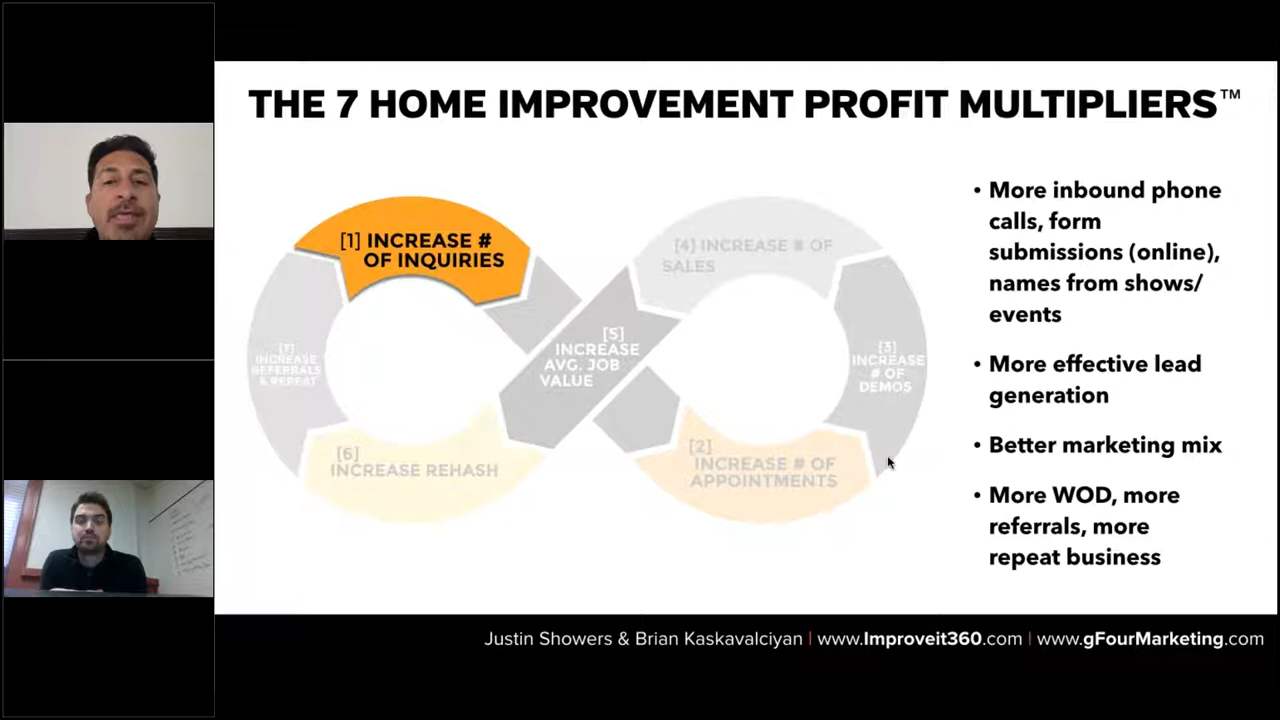 THE 7 HOME IMPROVEMENT PROFIT MULTIPLIERS™
[1] INCREASE #
OF INQUIRIES
[4] INCREASE # OF
SALES
[5]
INCREASE
AVG. JOB
VALUE
[7]
INCREASE
REFERRALS
& REPEAT
[3]
INCREASE
# OF
DEMOS
[6]
INCREASE REHASH
[2]
INCREASE # OF
APPOINTMENTS
• More inbound phone
calls, form
submissions (online),
names from shows/
events
• More effective lead
generation
• Better marketing mix
• More WOD, more
referrals, more
repeat business
Justin Showers & Brian Kaskavalciyan | www.Improveit360.com | www.gFourMarketing.com